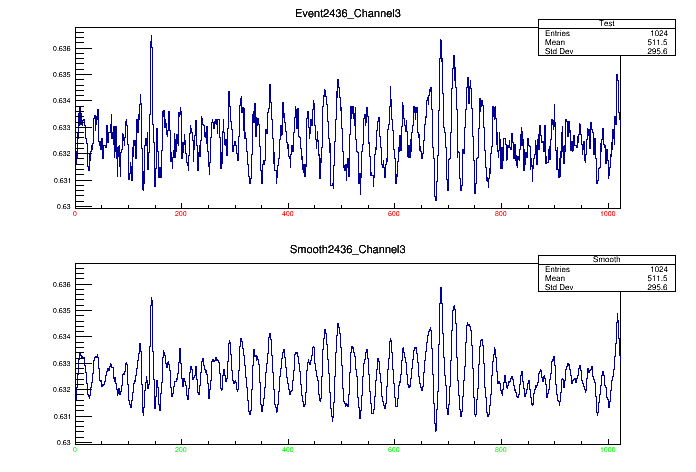 Event2436_Channel3
Test
Entries 1024
Mean 511.5
Std Dev 295.6
0.636
0.635
0.634
0.633
0.632
0.631
0.63
0 200 400 600 800 1000
Smooth2436_Channel3
Smooth
Entries 1024
Mean 511.5
Std Dev 295.6
0.636
0.635
0.634
0.633
0.632
0.631
0.63
0 200 400 600 800 1000